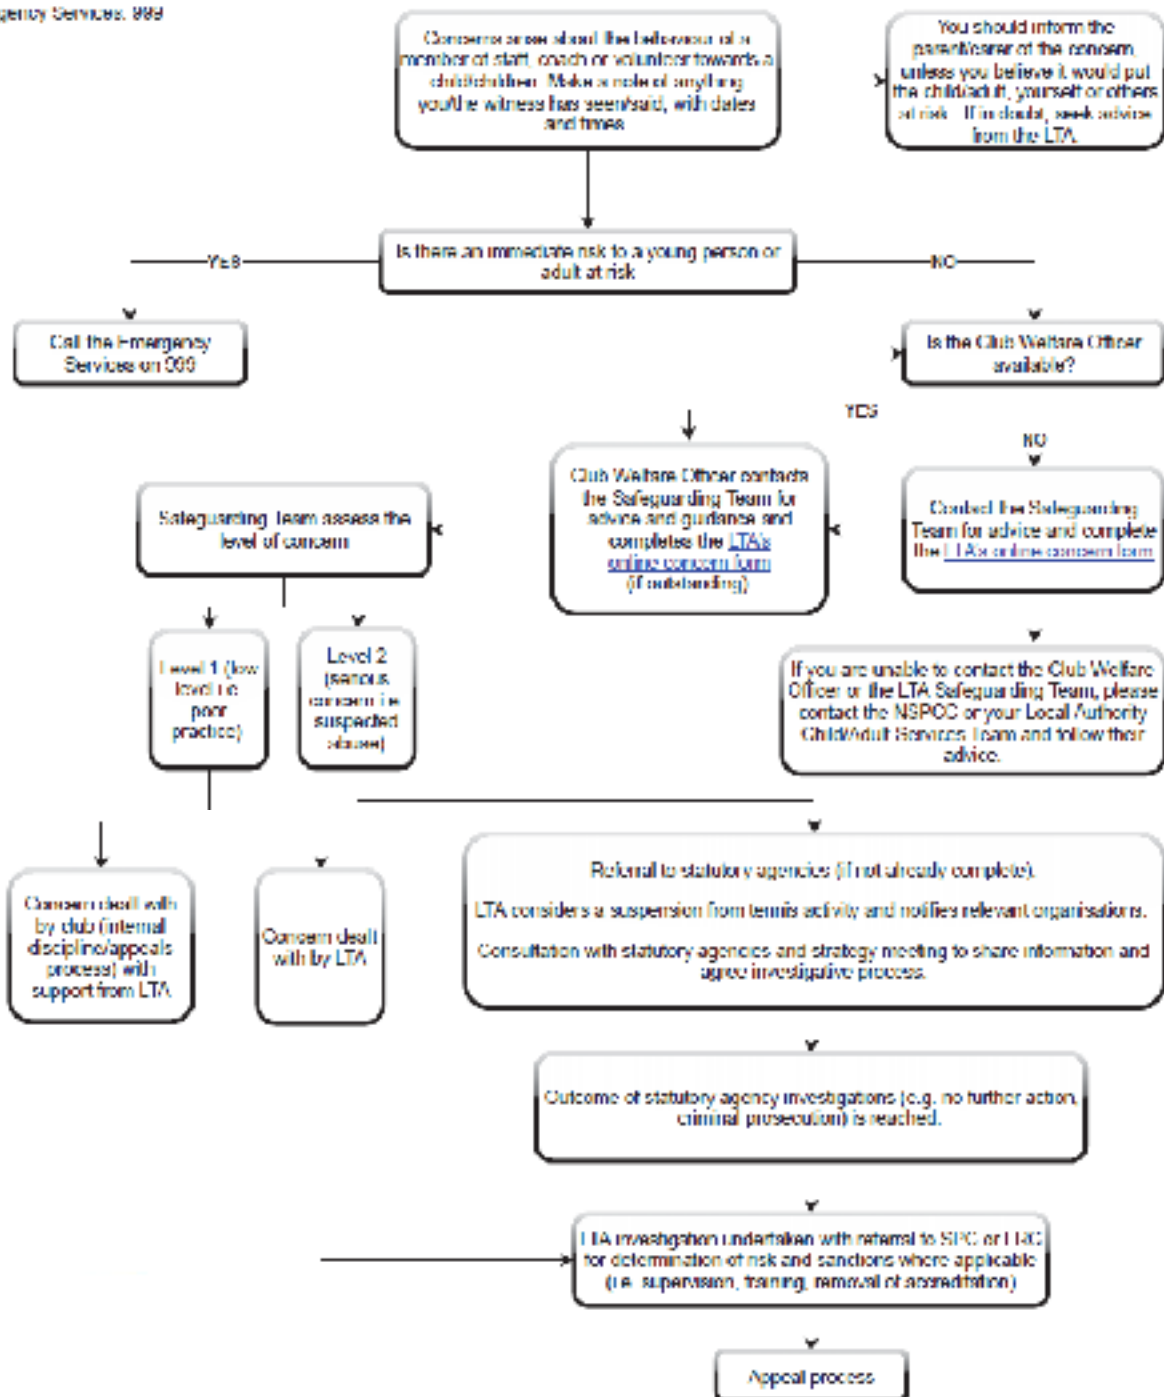 gency Services: 999
Concerns arise about the behaviour of a
member of staff, coach or volunteer towards a
child/children. Make a note of anything
you/the witness has seen/said, with dates
and times
You should inform the
parent/carer of the concern,
unless you believe it would put
the child/adult, yourself or others
at risk. If in doubt, seek advice
from the LTA.
Is there an immediate risk to a young person or
adult at risk
YES
NO
Call the Emergency
Services on 999
Is the Club Welfare Officer
available?
YES
NO
Club Welfare Officer contacts
the Safeguarding Team for
advice and guidance and
completes the LTA's
online concern form
(if outstanding)
Contact the Safeguarding
Team for advice and complete
the LTA's online concern form
Safeguarding Team assess the
level of concern
Level 1 (low
level i.e.
poor
practice)
Level 2
(serious
concern i.e.
suspected
abuse)
If you are unable to contact the Club Welfare
Officer or the LTA Safeguarding Team, please
contact the NSPCC or your Local Authority
Child/Adult Services Team and follow their
advice.
Concern dealt with
by club (internal
discipline/appeals
process) with
support from LTA
Concern dealt
with by LTA
Referral to statutory agencies (if not already complete).
LTA considers a suspension from tennis activity and notifies relevant organisations.
Consultation with statutory agencies and strategy meeting to share information and
agree investigative process.
Outcome of statutory agency investigations (e.g. no further action,
criminal prosecution) is reached.
LTA investigation undertaken with referral to SPC or LRC
for determination of risk and sanctions where applicable
(i.e. supervision, training, removal of accreditation)
Appeal process